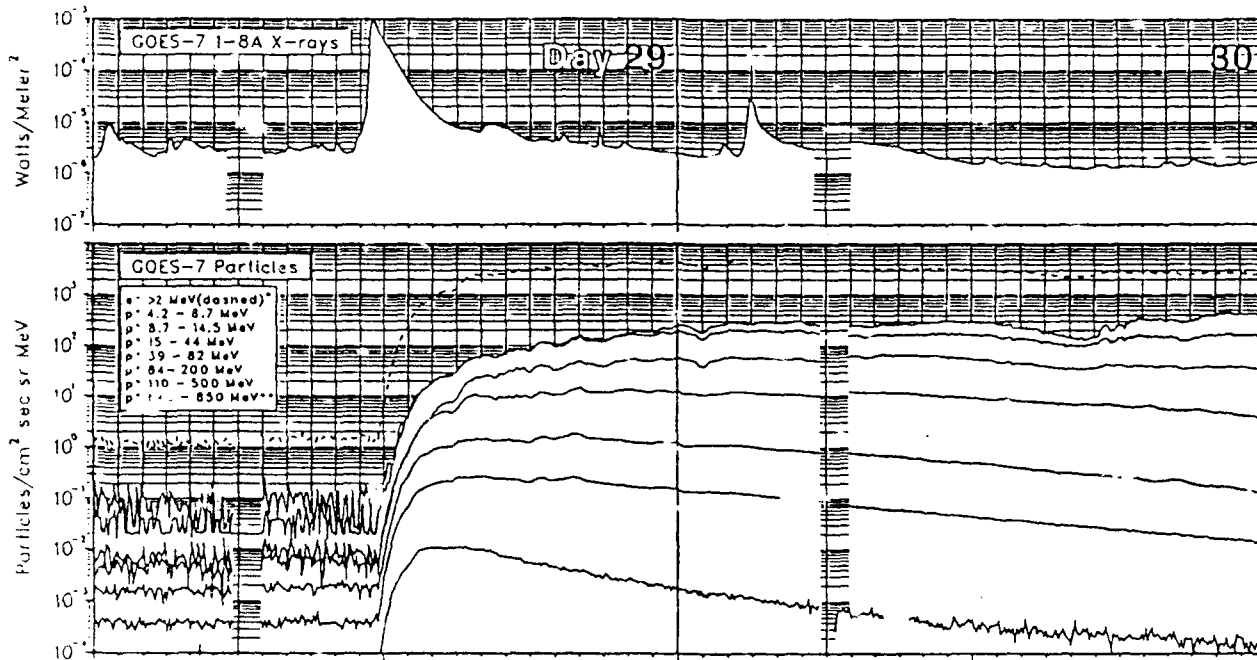 GOES-7 1-8A X-rays
Day 29
30
Watts/Meter²
10⁻³
10⁻⁴
10⁻⁵
10⁻⁶
10⁻⁷
GOES-7 Particles
e⁻ >2 MeV(dashed)*
p⁺ 4.2 - 8.7 MeV
p⁺ 8.7 - 14.5 MeV
p⁺ 15 - 44 MeV
p⁺ 39 - 82 MeV
p⁺ 84 - 200 MeV
p⁺ 110 - 500 MeV
- 850 MeV**
Particles/cm² sec sr MeV
10³
10²
10¹
10⁰
10⁻¹
10⁻²
10⁻³
10⁻⁴